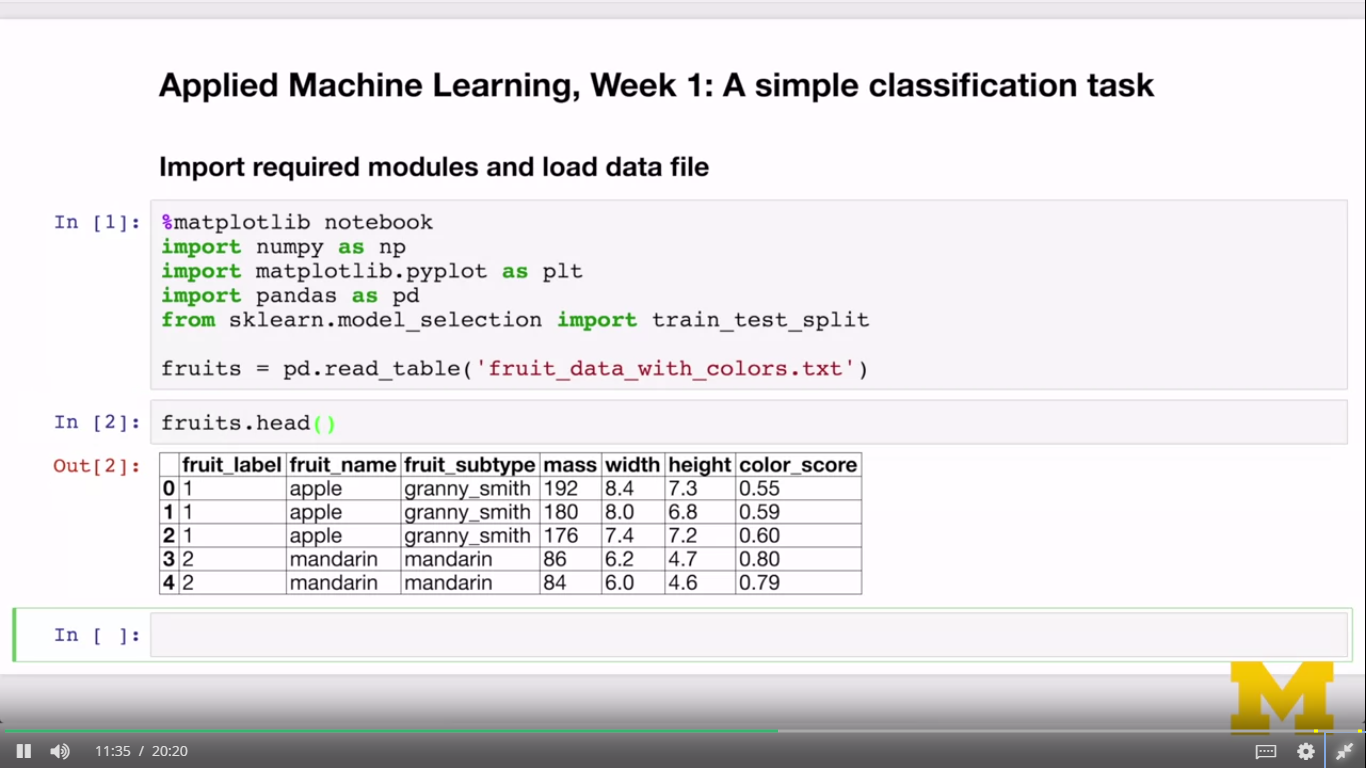 Applied Machine Learning, Week 1: A simple classification task
Import required modules and load data file
In [1]: %matplotlib notebook
import numpy as np
import matplotlib.pyplot as plt
import pandas as pd
from sklearn.model_selection import train_test_split
fruits = pd.read_table('fruit_data_with_colors.txt')
In [2]: fruits.head()
Out[2]:
fruit_label fruit_name fruit_subtype mass width height color_score
0 1 apple granny_smith 192 8.4 7.3 0.55
1 1 apple granny_smith 180 8.0 6.8 0.59
2 1 apple granny_smith 176 7.4 7.2 0.60
3 2 mandarin mandarin 86 6.2 4.7 0.80
4 2 mandarin mandarin 84 6.0 4.6 0.79
In [ ]:
M
11:35 / 20:20